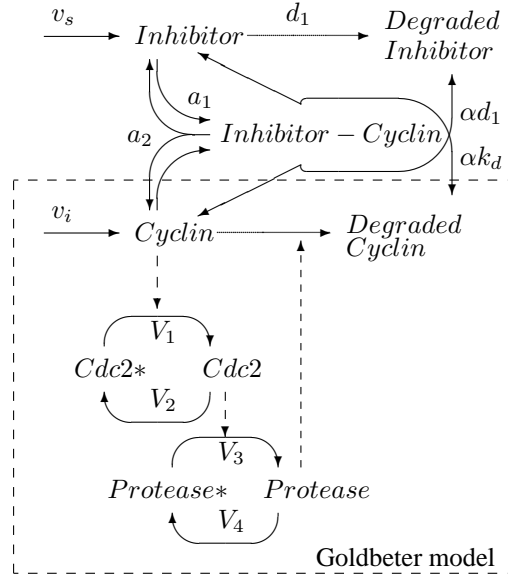 v_s
d_1
Degraded
Inhibitor
Inhibitor
a_1
αd_1
a_2
Inhibitor − Cyclin
αk_d
v_i
Cyclin
Degraded
Cyclin
V_1
Cdc2*
Cdc2
V_2
V_3
Protease*
Protease
V_4
Goldbeter model